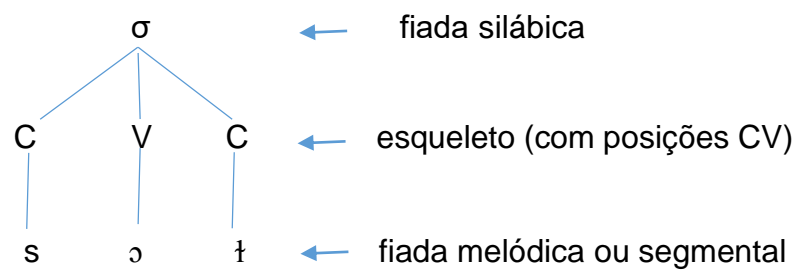 σ fiada silábica
C V C esqueleto (com posições CV)
s ɔ ɫ fiada melódica ou segmental